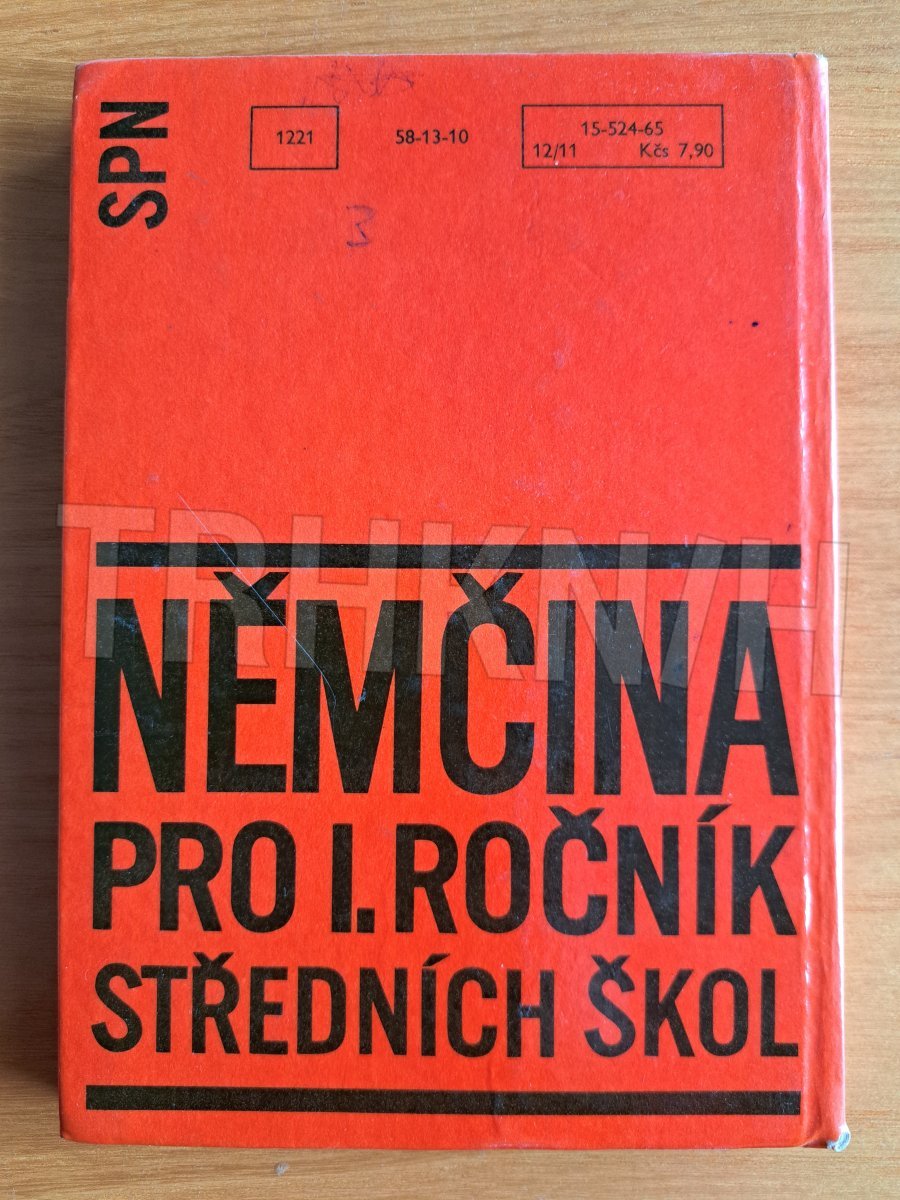 SPN
1221
58-13-10
15-524-65
12/11 Kčs 7,90
3
TRHKNIH
NĚMČINA
PRO I. ROČNÍK
STŘEDNÍCH ŠKOL